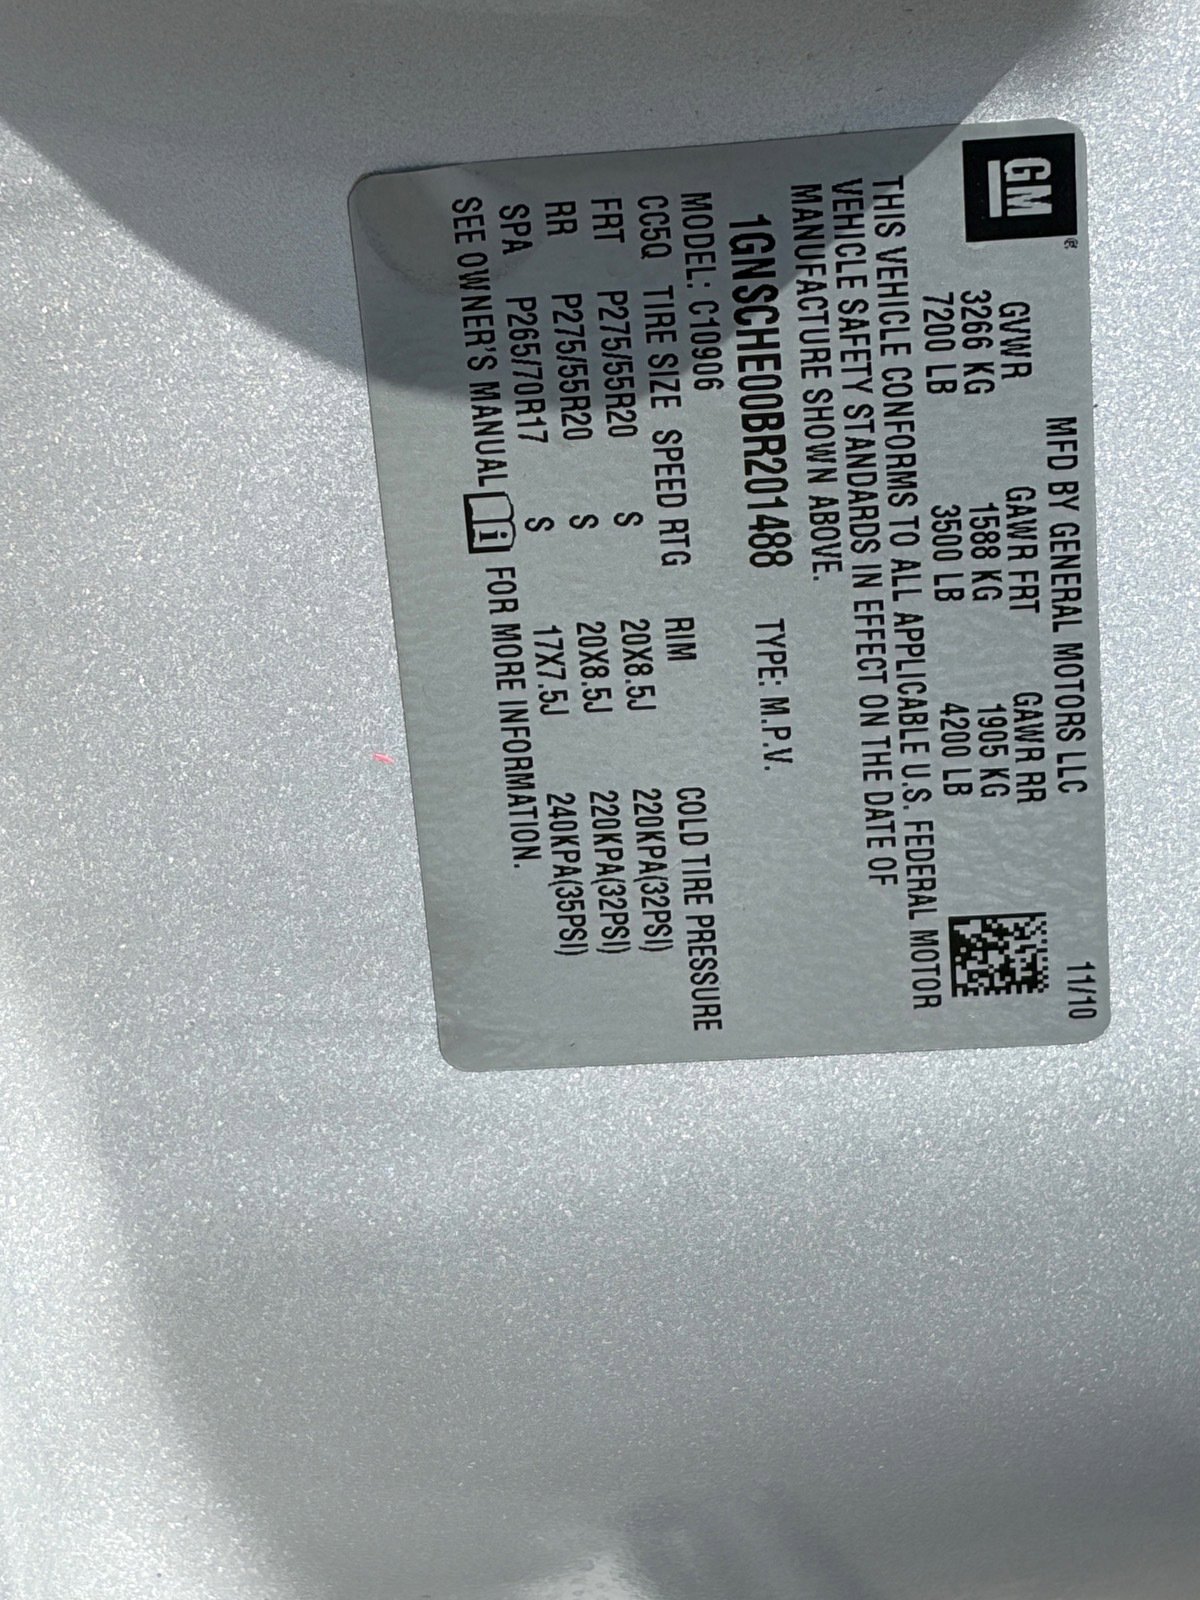 GM®
MFD BY GENERAL MOTORS LLC 11/10
GVWR GAWR FRT GAWR RR
3266 KG 1588 KG 1905 KG
7200 LB 3500 LB 4200 LB
THIS VEHICLE CONFORMS TO ALL APPLICABLE U.S. FEDERAL MOTOR
VEHICLE SAFETY STANDARDS IN EFFECT ON THE DATE OF
MANUFACTURE SHOWN ABOVE.
1GNSCHE00BR201488 TYPE: M.P.V.
MODEL: C10906
CC5Q TIRE SIZE SPEED RTG RIM COLD TIRE PRESSURE
FRT P275/55R20 S 20X8.5J 220KPA(32PSI)
RR P275/55R20 S 20X8.5J 220KPA(32PSI)
SPA P265/70R17 S 17X7.5J 240KPA(35PSI)
SEE OWNER'S MANUAL i FOR MORE INFORMATION.